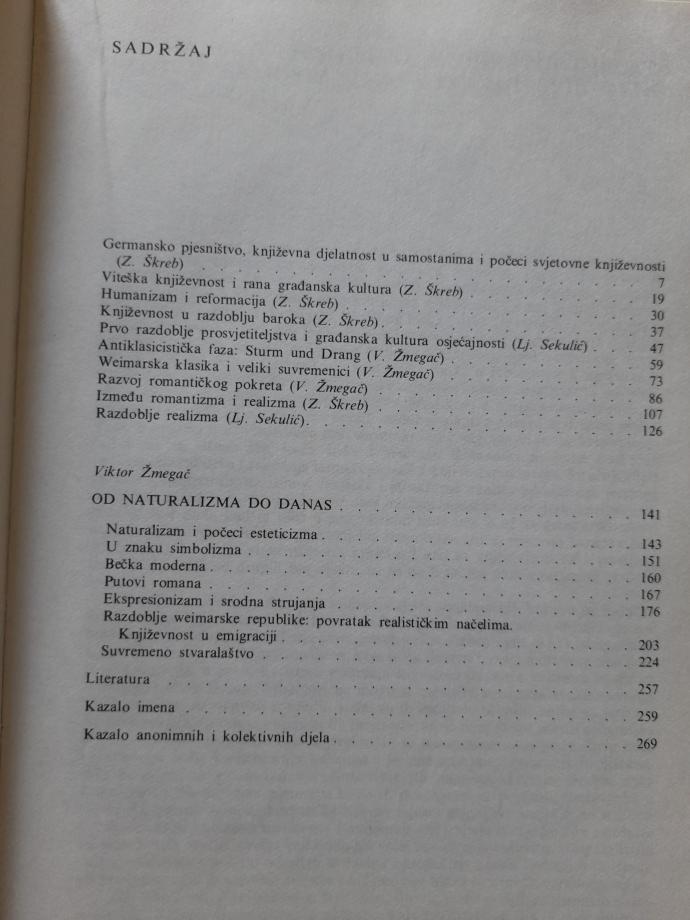 SADRŽAJ
Germansko pjesništvo, književna djelatnost u samostanima i počeci svjetovne književnosti
(Z. Škreb) . . . . . . . . . . . . . . . . . . . . 7
Viteška književnost i rana građanska kultura (Z. Škreb) . . . . . . . . . . 19
Humanizam i reformacija (Z. Škreb) . . . . . . . . . . . . . . 30
Književnost u razdoblju baroka (Z. Škreb) . . . . . . . . . . . . . 37
Prvo razdoblje prosvjetiteljstva i građanska kultura osjećajnosti (Lj. Sekulić) . . . 47
Antiklasicistička faza: Sturm und Drang (V. Žmegač) . . . . . . . . . . 59
Weimarska klasika i veliki suvremenici (V. Žmegač) . . . . . . . . . . 73
Razvoj romantičkog pokreta (V. Žmegač) . . . . . . . . . . . . . 86
Između romantizma i realizma (Z. Škreb) . . . . . . . . . . . . . 107
Razdoblje realizma (Lj. Sekulić) . . . . . . . . . . . . . . . 126
Viktor Žmegač
OD NATURALIZMA DO DANAS . . . . . . . . . . . . . . 141
Naturalizam i počeci esteticizma . . . . . . . . . . . . . . 143
U znaku simbolizma . . . . . . . . . . . . . . . . . 151
Bečka moderna . . . . . . . . . . . . . . . . . . . 160
Putovi romana . . . . . . . . . . . . . . . . . . . 167
Ekspresionizam i srodna strujanja . . . . . . . . . . . . . . 176
Razdoblje weimarske republike: povratak realističkim načelima.
Književnost u emigraciji . . . . . . . . . . . . . . . . 203
Suvremeno stvaralaštvo . . . . . . . . . . . . . . . . 224
Literatura . . . . . . . . . . . . . . . . . . . . 257
Kazalo imena . . . . . . . . . . . . . . . . . . . 259
Kazalo anonimnih i kolektivnih djela . . . . . . . . . . . . . 269